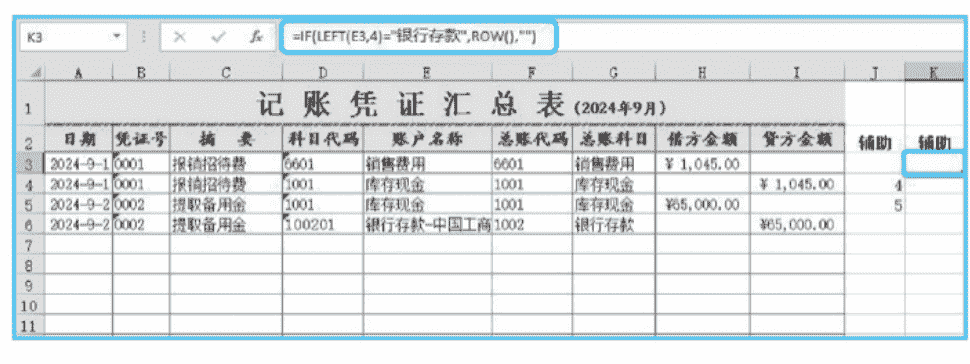 K3 =IF(LEFT(E3,4)="银行存款",ROW(),"")
A B C D E F G H I J K
1 记账凭证汇总表(2024年9月)
2 日期 凭证号 摘 要 科目代码 账户名称 总账代码 总账科目 借方金额 贷方金额 辅助 辅助
3 2024-9-1 0001 报销招待费 6601 销售费用 6601 销售费用 ¥ 1,045.00
4 2024-9-1 0001 报销招待费 1001 库存现金 1001 库存现金 ¥ 1,045.00 4
5 2024-9-2 0002 提取备用金 1001 库存现金 1001 库存现金 ¥65,000.00 5
6 2024-9-2 0002 提取备用金 100201 银行存款-中国工商 1002 银行存款 ¥65,000.00
7
8
9
10
11